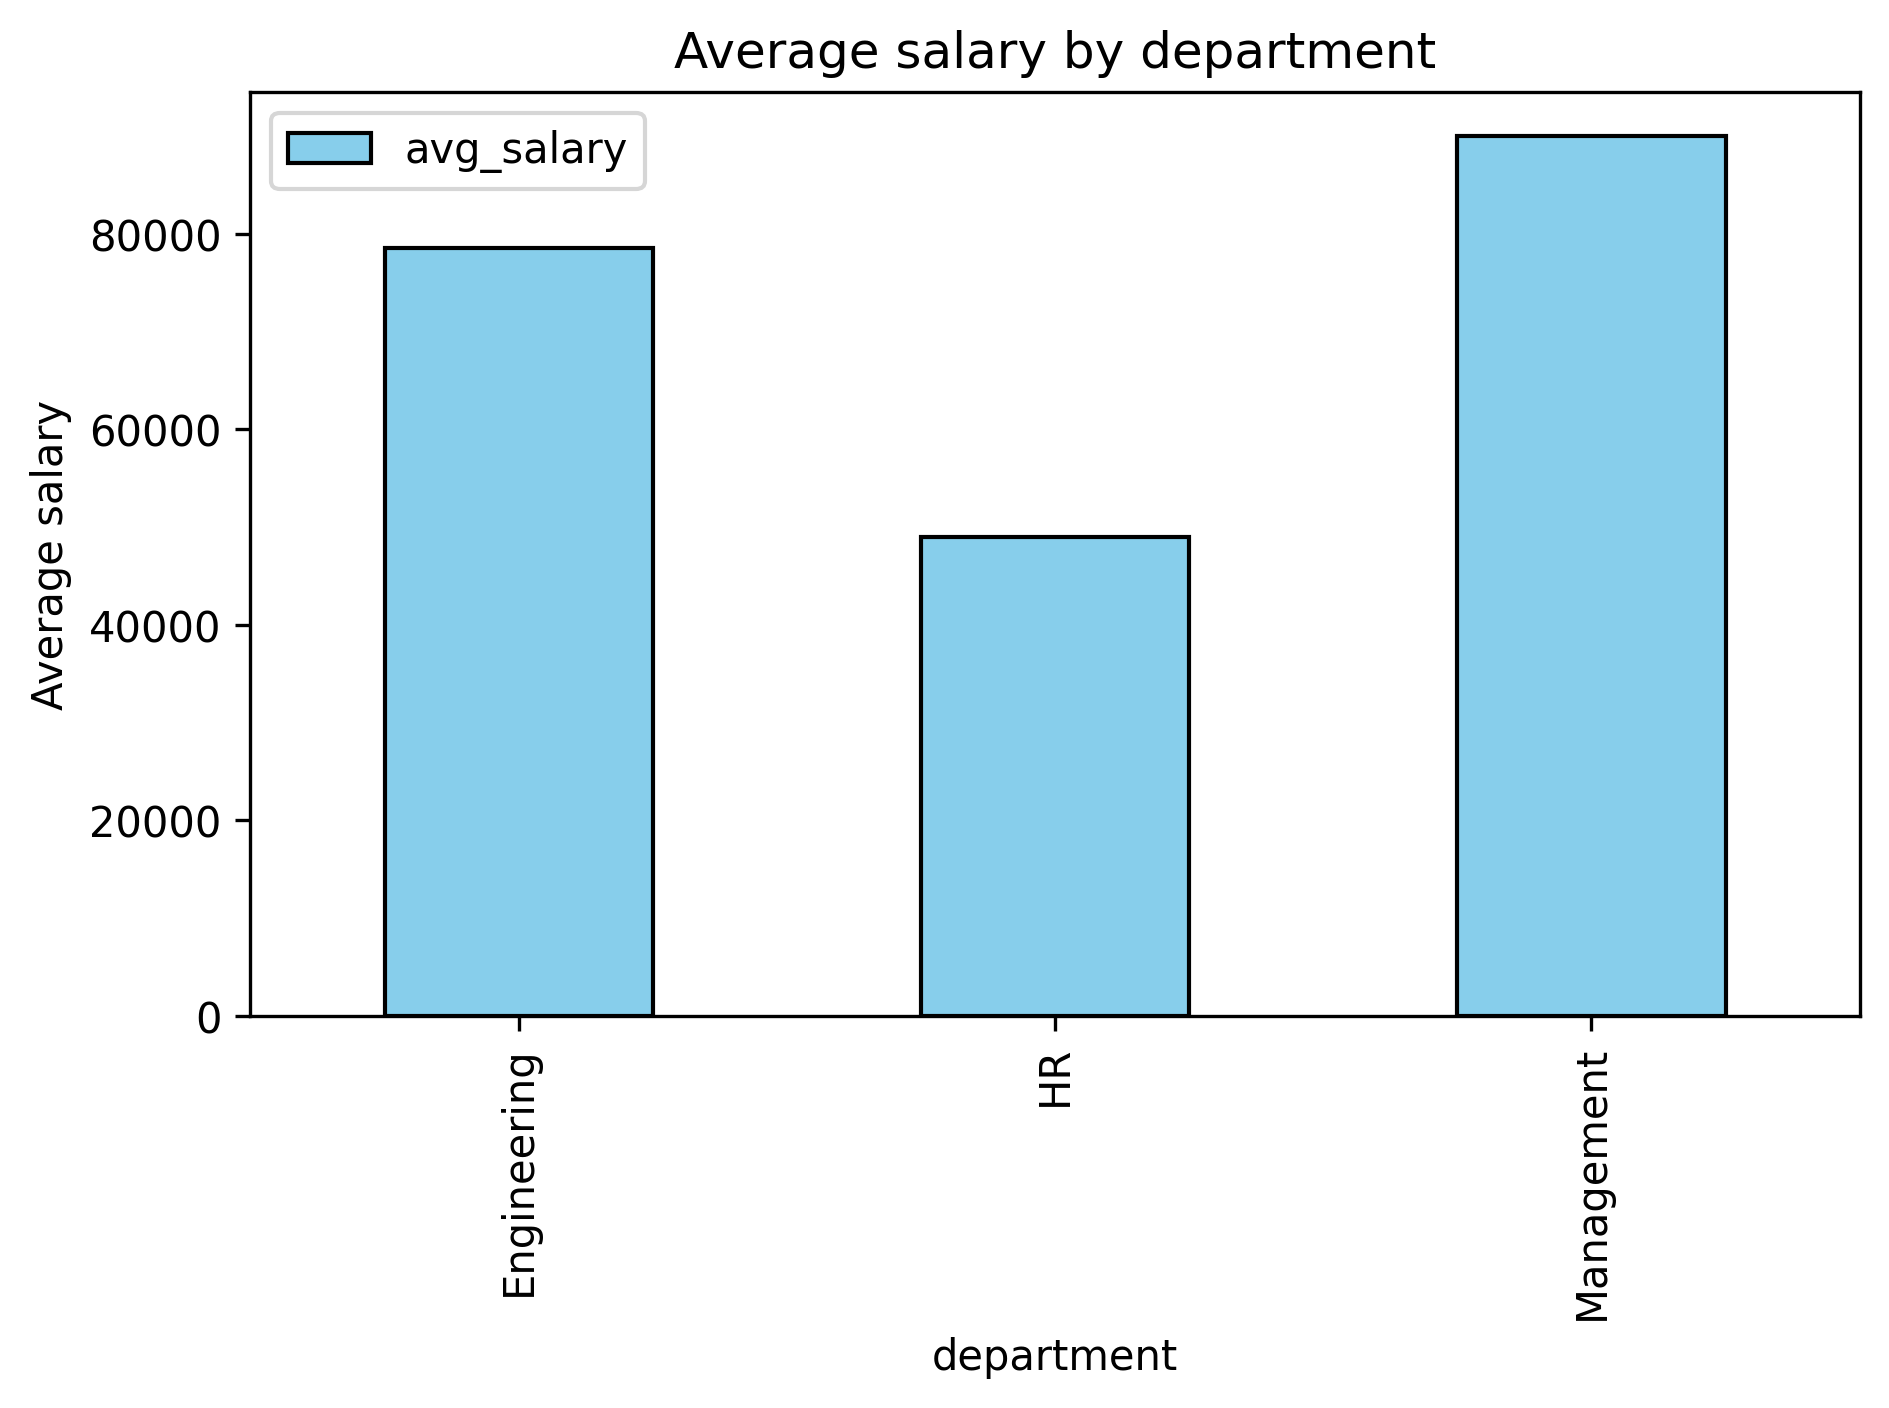 Average salary by department
avg_salary
Average salary
80000
60000
40000
20000
0
Engineering
HR
Management
department